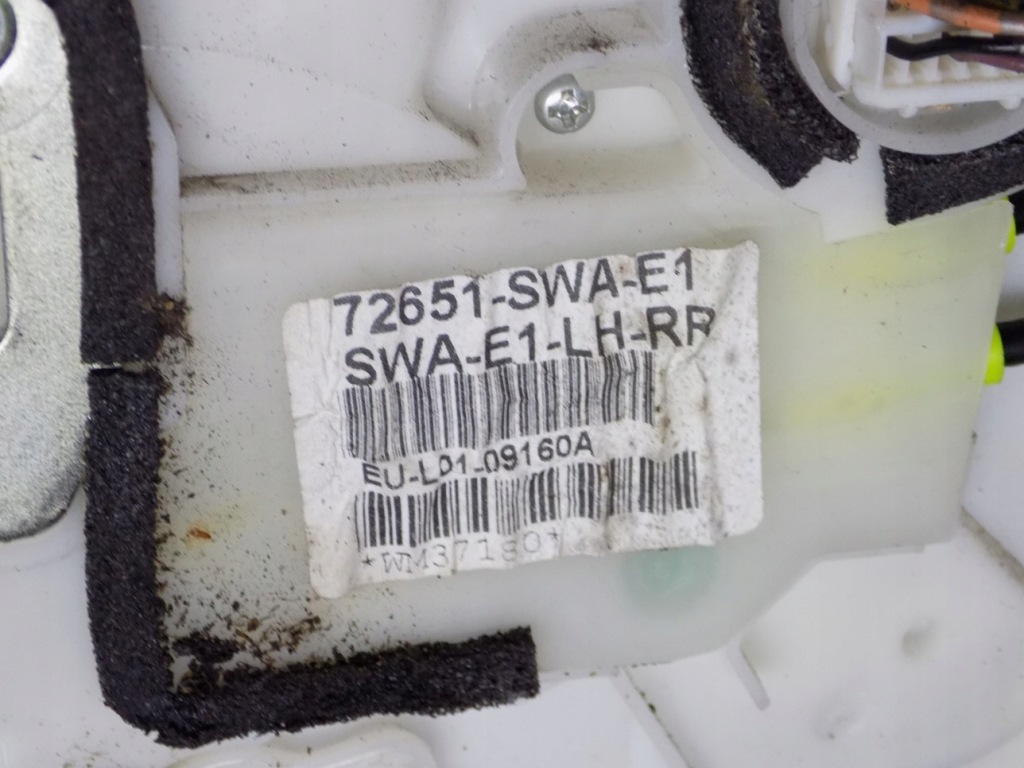 72651-SWA-E1
SWA-E1-LH-RR
EU-L01-09160A
*WM37180*